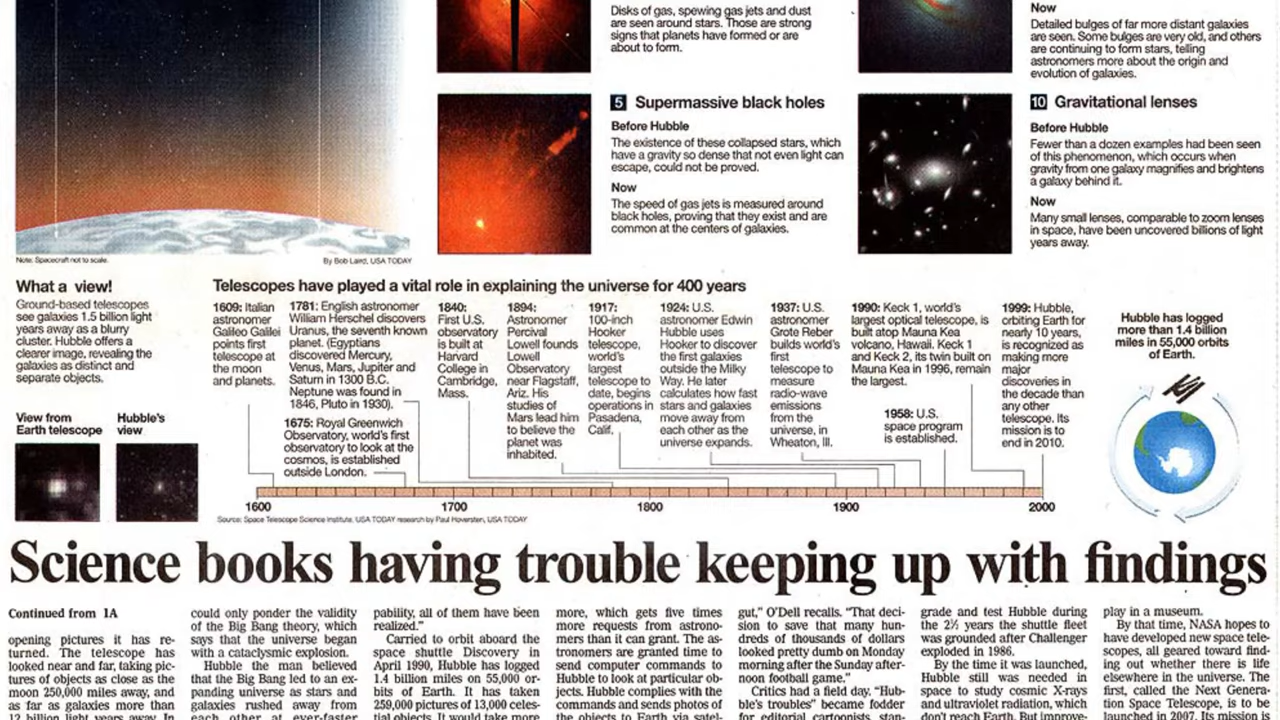 Disks of gas, spewing gas jets and dust
are seen around stars. Those are strong
signs that planets have formed or are
about to form.
Now
Detailed bulges of far more distant galaxies
are seen. Some bulges are very old, and others
are continuing to form stars, telling
astronomers more about the origin and
evolution of galaxies.
5 Supermassive black holes
Before Hubble
The existence of these collapsed stars, which
have a gravity so dense that not even light can
escape, could not be proved.
Now
The speed of gas jets is measured around
black holes, proving that they exist and are
common at the centers of galaxies.
10 Gravitational lenses
Before Hubble
Fewer than a dozen examples had been seen
of this phenomenon, which occurs when
gravity from one galaxy magnifies and brightens
a galaxy behind it.
Now
Many small lenses, comparable to zoom lenses
in space, have been uncovered billions of light
years away.
Note: Spacecraft not to scale.
By Bob Laird, USA TODAY
What a view!
Ground-based telescopes
see galaxies 1.5 billion light
years away as a blurry
cluster. Hubble offers a
clearer image, revealing the
galaxies as distinct and
separate objects.
View from
Earth telescope
Hubble's
view
Telescopes have played a vital role in explaining the universe for 400 years
1609: Italian
astronomer
Galileo Galilei
points first
telescope at
the moon
and planets.
1781: English astronomer
William Herschel discovers
Uranus, the seventh known
planet. (Egyptians
discovered Mercury,
Venus, Mars, Jupiter and
Saturn in 1300 B.C.
Neptune was found in
1846, Pluto in 1930).
1675: Royal Greenwich
Observatory, world's first
observatory to look at the
cosmos, is established
outside London.
1840:
First U.S.
observatory
is built at
Harvard
College in
Cambridge,
Mass.
1894:
Astronomer
Percival
Lowell founds
Lowell
Observatory
near Flagstaff,
Ariz. His
studies of
Mars lead him
to believe the
planet was
inhabited.
1917:
100-inch
Hooker
telescope,
world's
largest
telescope to
date, begins
operations in
Pasadena,
Calif.
1924: U.S.
astronomer Edwin
Hubble uses
Hooker to discover
the first galaxies
outside the Milky
Way. He later
calculates how fast
stars and galaxies
move away from
each other as the
universe expands.
1937: U.S.
astronomer
Grote Reber
builds world's
first
telescope to
measure
radio-wave
emissions
from the
universe, in
Wheaton, Ill.
1990: Keck 1, world's
largest optical telescope, is
built atop Mauna Kea
volcano, Hawaii. Keck 1
and Keck 2, its twin built on
Mauna Kea in 1996, remain
the largest.
1958: U.S.
space program
is established.
1999: Hubble,
orbiting Earth for
nearly 10 years,
is recognized as
making more
major
discoveries in
the decade than
any other
telescope. Its
mission is to
end in 2010.
Hubble has logged
more than 1.4 billion
miles in 55,000 orbits
of Earth.
1600 1700 1800 1900 2000
Source: Space Telescope Science Institute, USA TODAY research by Paul Hoversten, USA TODAY
Science books having trouble keeping up with findings
Continued from 1A
opening pictures it has re-
turned. The telescope has
looked near and far, taking pic-
tures of objects as close as the
moon 250,000 miles away, and
as far as galaxies more than
12 billion light years away. In
could only ponder the validity
of the Big Bang theory, which
says that the universe began
with a cataclysmic explosion.
Hubble the man believed
that the Big Bang led to an ex-
panding universe as stars and
galaxies rushed away from
each other at ever-faster
pability, all of them have been
realized."
Carried to orbit aboard the
space shuttle Discovery in
April 1990, Hubble has logged
1.4 billion miles on 55,000 or-
bits of Earth. It has taken
259,000 pictures of 13,000 celes-
tial objects. It would take more
more, which gets five times
more requests from astrono-
mers than it can grant. The as-
tronomers are granted time to
send computer commands to
Hubble to look at particular ob-
jects. Hubble complies with the
commands and sends photos of
the objects to Earth via satel-
gut," O'Dell recalls. "That deci-
sion to save that many hun-
dreds of thousands of dollars
looked pretty dumb on Monday
morning after the Sunday after-
noon football game."
Critics had a field day. "Hub-
ble's troubles" became fodder
for editorial cartoonists, stan-
grade and test Hubble during
the 2½ years the shuttle fleet
was grounded after Challenger
exploded in 1986.
By the time it was launched,
Hubble still was needed in
space to study cosmic X-rays
and ultraviolet radiation, which
don't reach Earth. But improve-
play in a museum.
By that time, NASA hopes to
have developed new space tele-
scopes, all geared toward find-
ing out whether there is life
elsewhere in the universe. The
first, called the Next Genera-
tion Space Telescope, is to be
launched in 2007. Its mission is